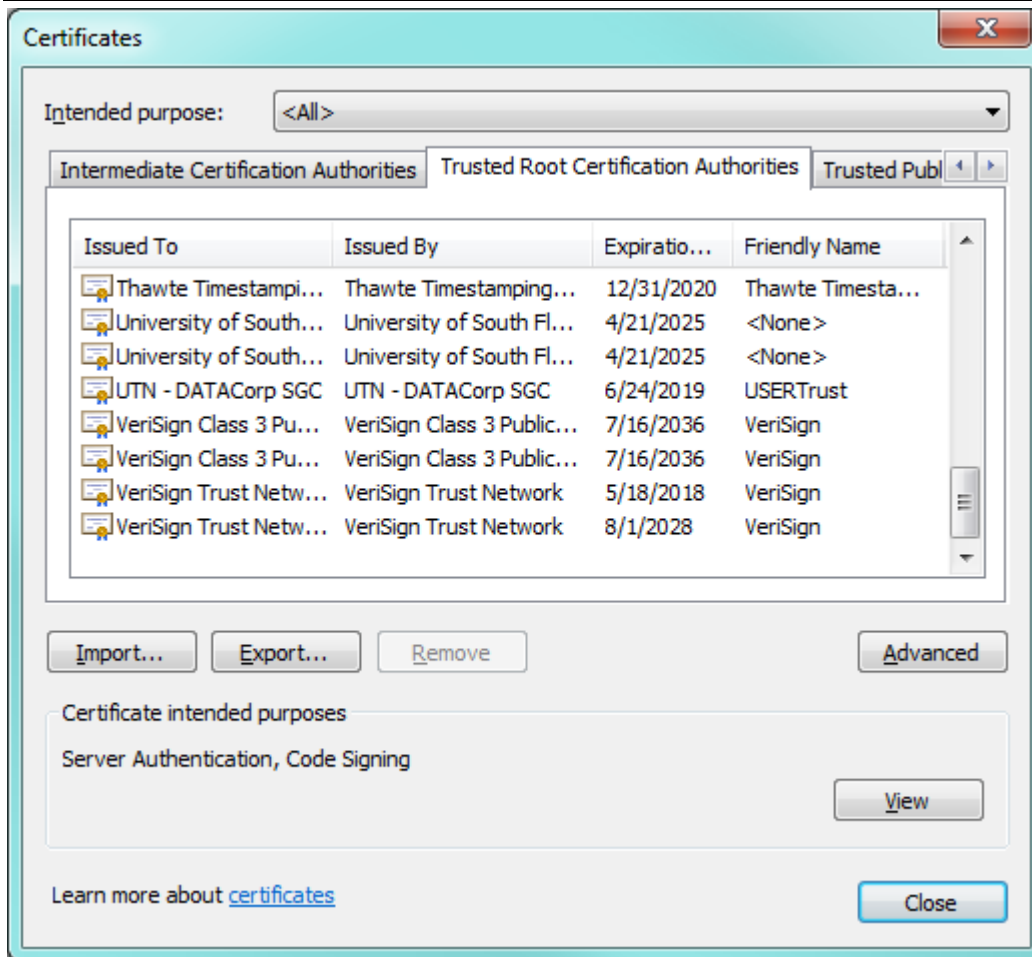 Certificates
Intended purpose: <All>
Intermediate Certification Authorities Trusted Root Certification Authorities Trusted Publ
Issued To Issued By Expiratio... Friendly Name
Thawte Timestampi... Thawte Timestamping... 12/31/2020 Thawte Timesta...
University of South... University of South Fl... 4/21/2025 <None>
University of South... University of South Fl... 4/21/2025 <None>
UTN - DATACorp SGC UTN - DATACorp SGC 6/24/2019 USERTrust
VeriSign Class 3 Pu... VeriSign Class 3 Public... 7/16/2036 VeriSign
VeriSign Class 3 Pu... VeriSign Class 3 Public... 7/16/2036 VeriSign
VeriSign Trust Netw... VeriSign Trust Network 5/18/2018 VeriSign
VeriSign Trust Netw... VeriSign Trust Network 8/1/2028 VeriSign
Import... Export... Remove Advanced
Certificate intended purposes
Server Authentication, Code Signing
View
Learn more about certificates
Close